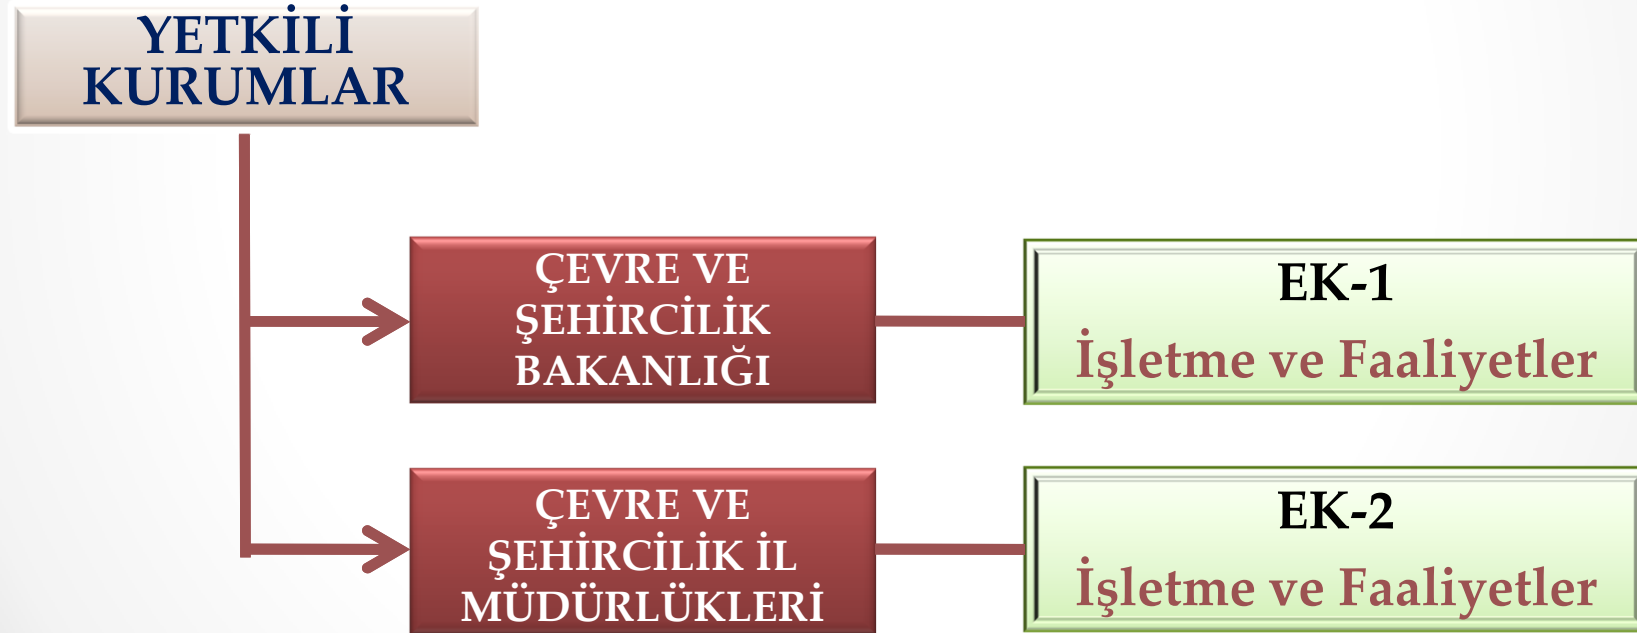 YETKİLİ
KURUMLAR
ÇEVRE VE
ŞEHİRCİLİK
BAKANLIĞI
EK-1
İşletme ve Faaliyetler
ÇEVRE VE
ŞEHİRCİLİK İL
MÜDÜRLÜKLERİ
EK-2
İşletme ve Faaliyetler